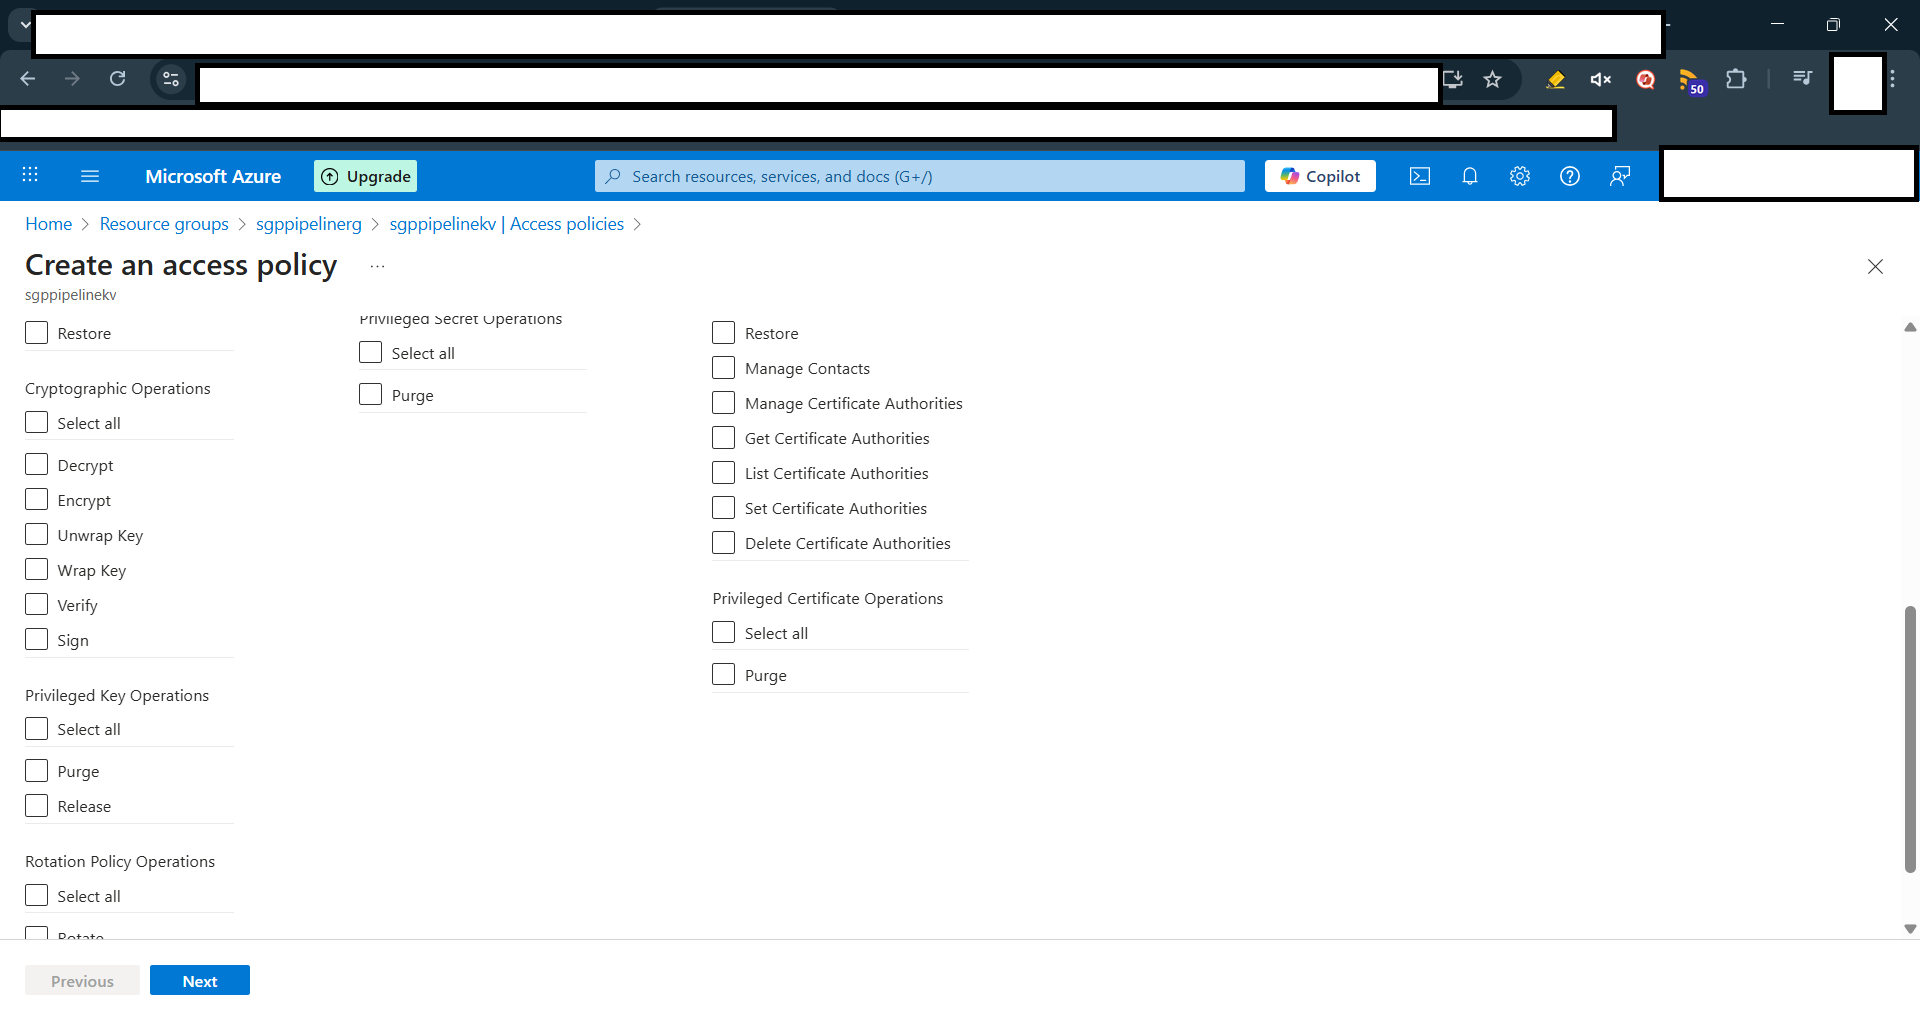 50
Microsoft Azure
Upgrade
Search resources, services, and docs (G+/)
Copilot
Home > Resource groups > sgppipelinerg > sgppipelinekv | Access policies >
Create an access policy ...
sgppipelinekv
Restore
Cryptographic Operations
Select all
Decrypt
Encrypt
Unwrap Key
Wrap Key
Verify
Sign
Privileged Key Operations
Select all
Purge
Release
Rotation Policy Operations
Select all
Rotate
Privileged Secret Operations
Select all
Purge
Restore
Manage Contacts
Manage Certificate Authorities
Get Certificate Authorities
List Certificate Authorities
Set Certificate Authorities
Delete Certificate Authorities
Privileged Certificate Operations
Select all
Purge
Previous
Next